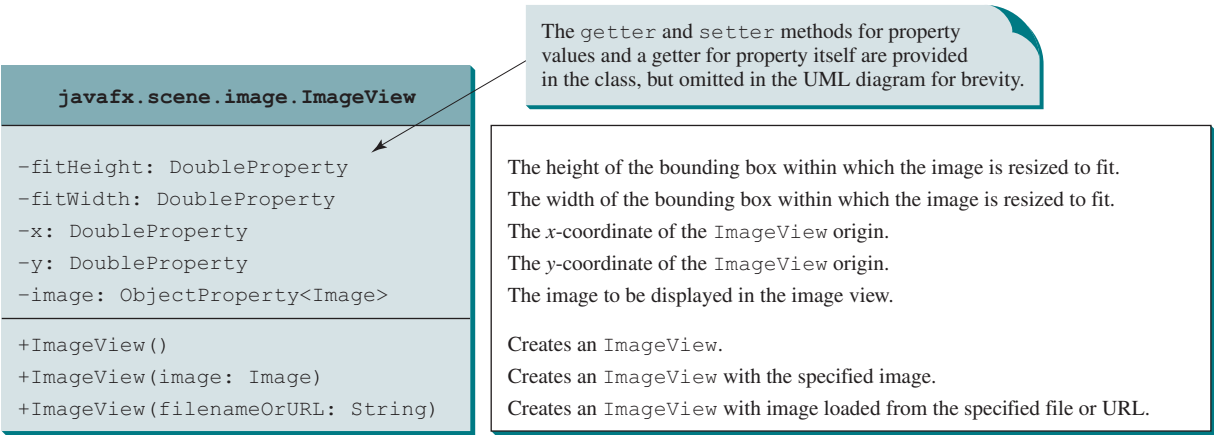 The getter and setter methods for property
values and a getter for property itself are provided
in the class, but omitted in the UML diagram for brevity.
javafx.scene.image.ImageView
-fitHeight: DoubleProperty
-fitWidth: DoubleProperty
-x: DoubleProperty
-y: DoubleProperty
-image: ObjectProperty<Image>
The height of the bounding box within which the image is resized to fit.
The width of the bounding box within which the image is resized to fit.
The x-coordinate of the ImageView origin.
The y-coordinate of the ImageView origin.
The image to be displayed in the image view.
+ImageView()
+ImageView(image: Image)
+ImageView(filenameOrURL: String)
Creates an ImageView.
Creates an ImageView with the specified image.
Creates an ImageView with image loaded from the specified file or URL.